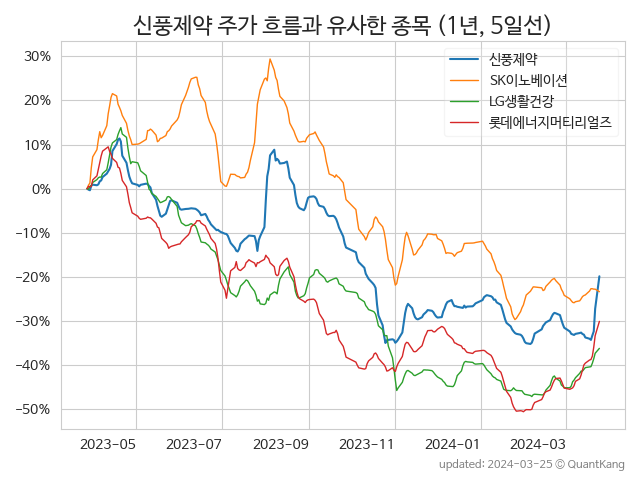 신풍제약 주가 흐름과 유사한 종목 (1년, 5일선)
신풍제약
SK이노베이션
LG생활건강
롯데에너지머티리얼즈
30%
20%
10%
0%
−10%
−20%
−30%
−40%
−50%
2023−05 2023−07 2023−09 2023−11 2024−01 2024−03
updated: 2024-03-25 © QuantKang